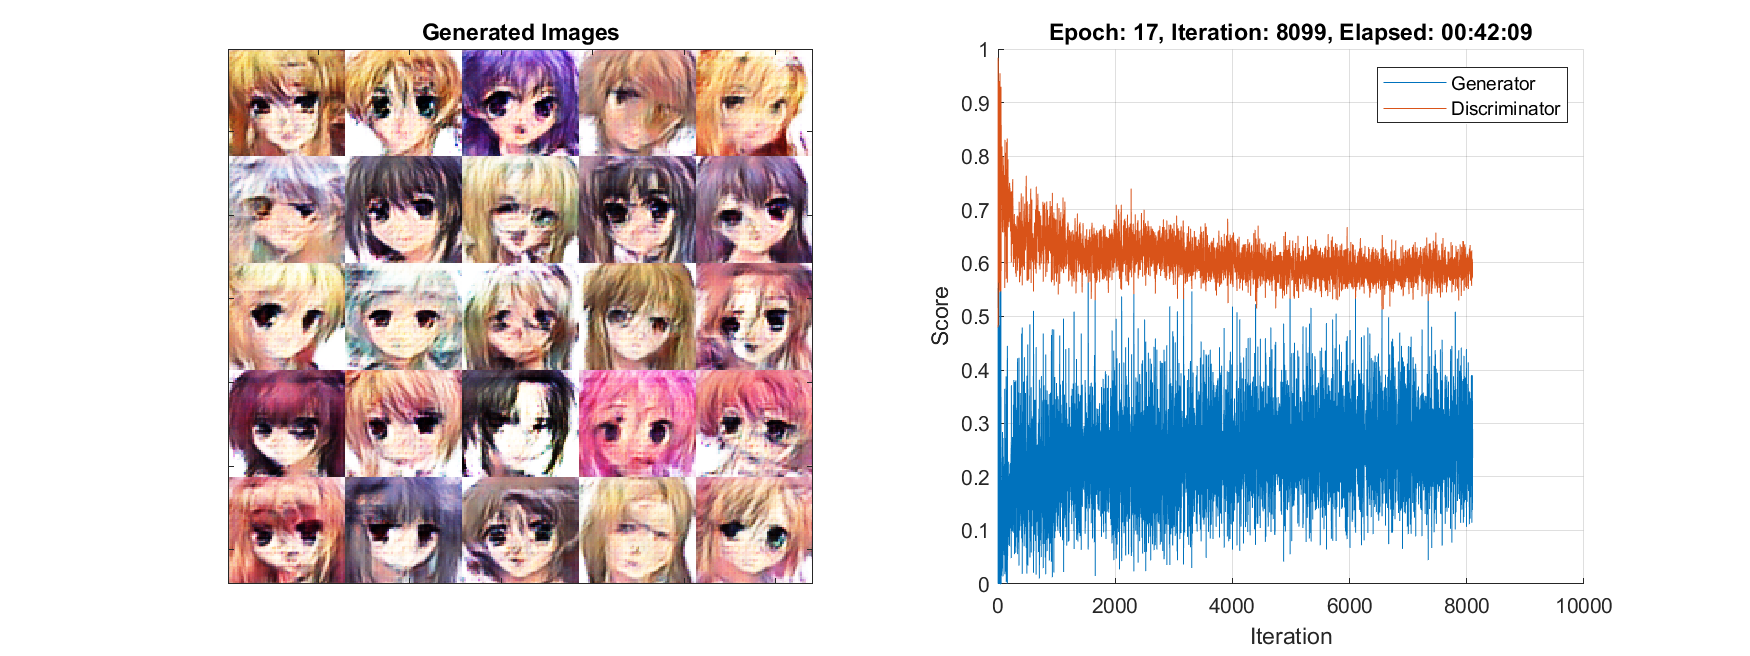 Generated Images
Epoch: 17, Iteration: 8099, Elapsed: 00:42:09
Generator
Discriminator
Score
1
0.9
0.8
0.7
0.6
0.5
0.4
0.3
0.2
0.1
0
0 2000 4000 6000 8000 10000
Iteration